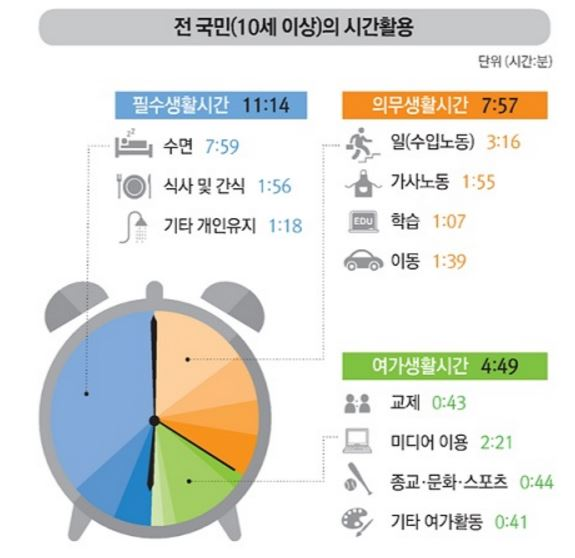 전 국민(10세 이상)의 시간활용
단위 (시간:분)
필수생활시간 11:14
수면 7:59
식사 및 간식 1:56
기타 개인유지 1:18
의무생활시간 7:57
일(수입노동) 3:16
가사노동 1:55
EDU 학습 1:07
이동 1:39
여가생활시간 4:49
교제 0:43
미디어 이용 2:21
종교·문화·스포츠 0:44
기타 여가활동 0:41